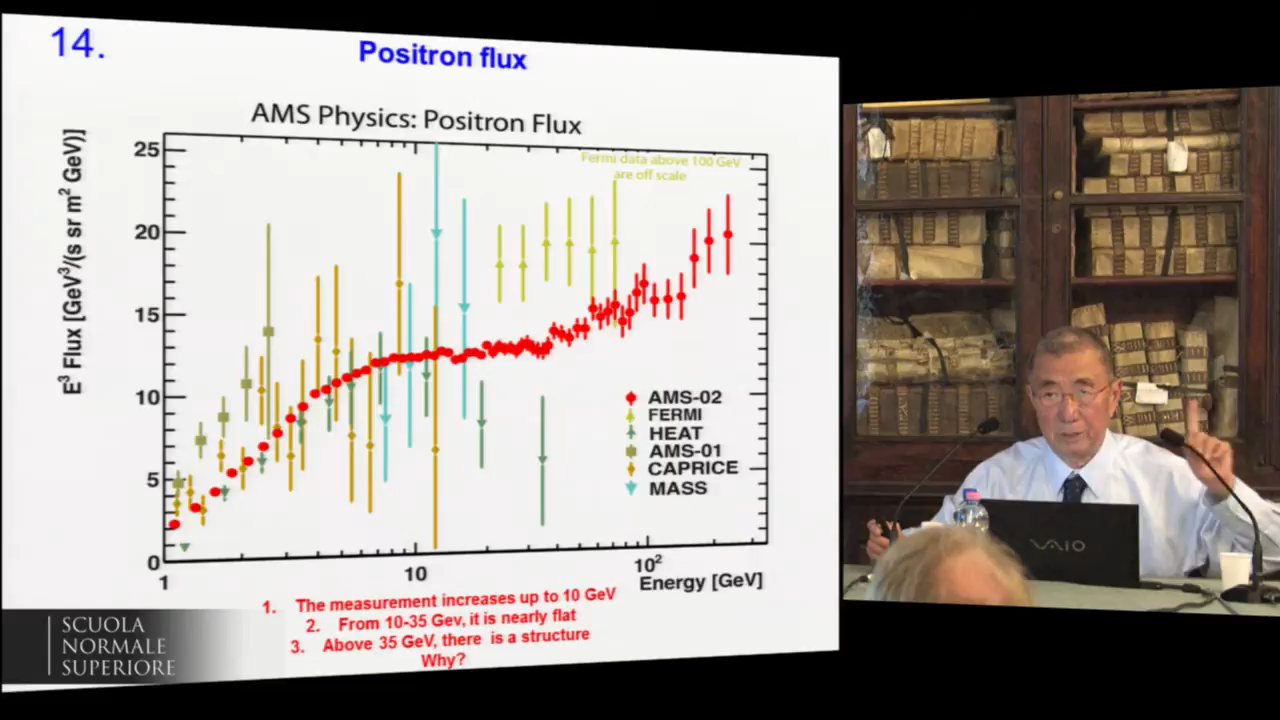 14.
Positron flux
AMS Physics: Positron Flux
E³ Flux [GeV³/(s sr m² GeV)]
25
20
15
10
5
0
Fermi data above 100 GeV
are off scale
AMS-02
FERMI
HEAT
AMS-01
CAPRICE
MASS
1
10
10²
Energy [GeV]
1. The measurement increases up to 10 GeV
2. From 10-35 Gev, it is nearly flat
3. Above 35 GeV, there is a structure
Why?
SCUOLA
NORMALE
SUPERIORE
VAIO